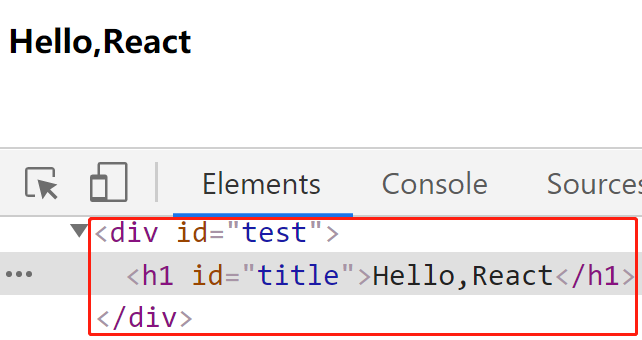 Hello,React
Elements Console Sources
<div id="test">
<h1 id="title">Hello,React</h1>
</div>